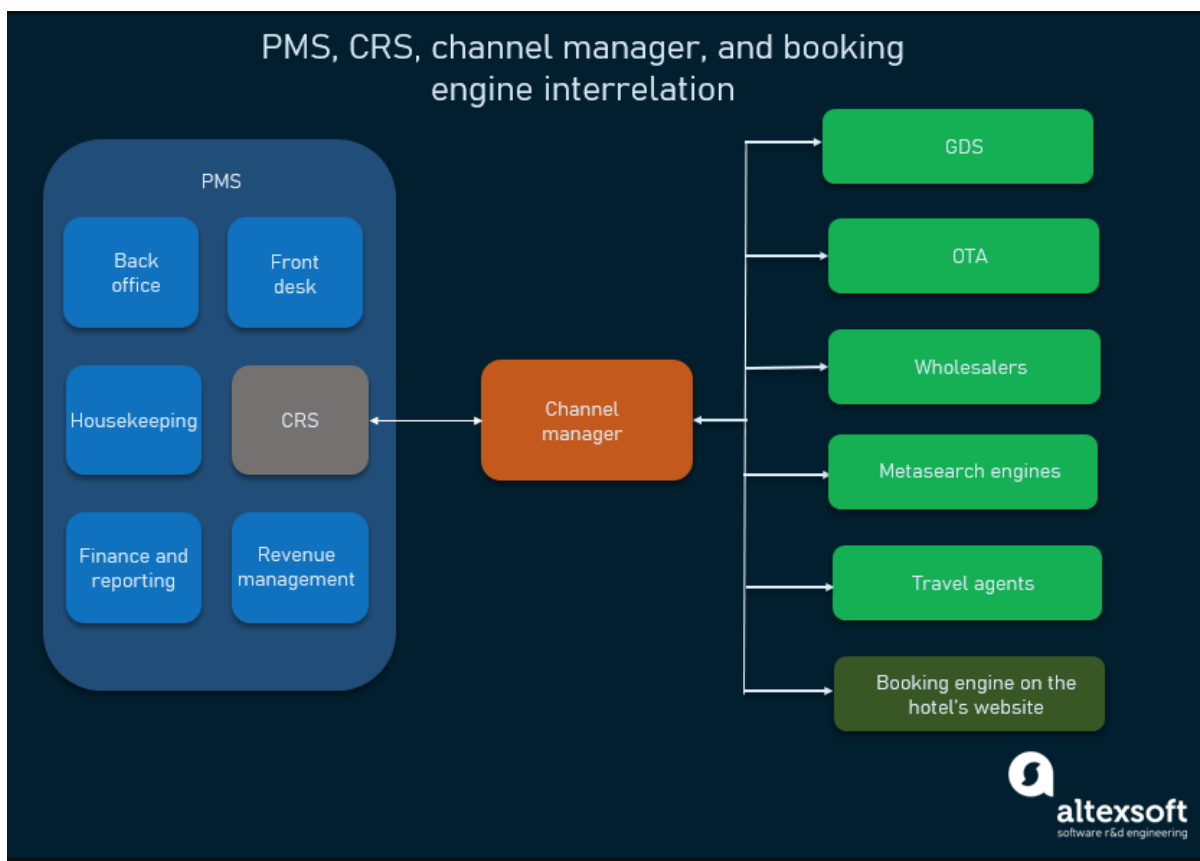 PMS, CRS, channel manager, and booking
engine interrelation
PMS
Back
office
Front
desk
Housekeeping
CRS
Finance and
reporting
Revenue
management
Channel
manager
GDS
OTA
Wholesalers
Metasearch engines
Travel agents
Booking engine on the
hotel's website
altexsoft
software r&d engineering